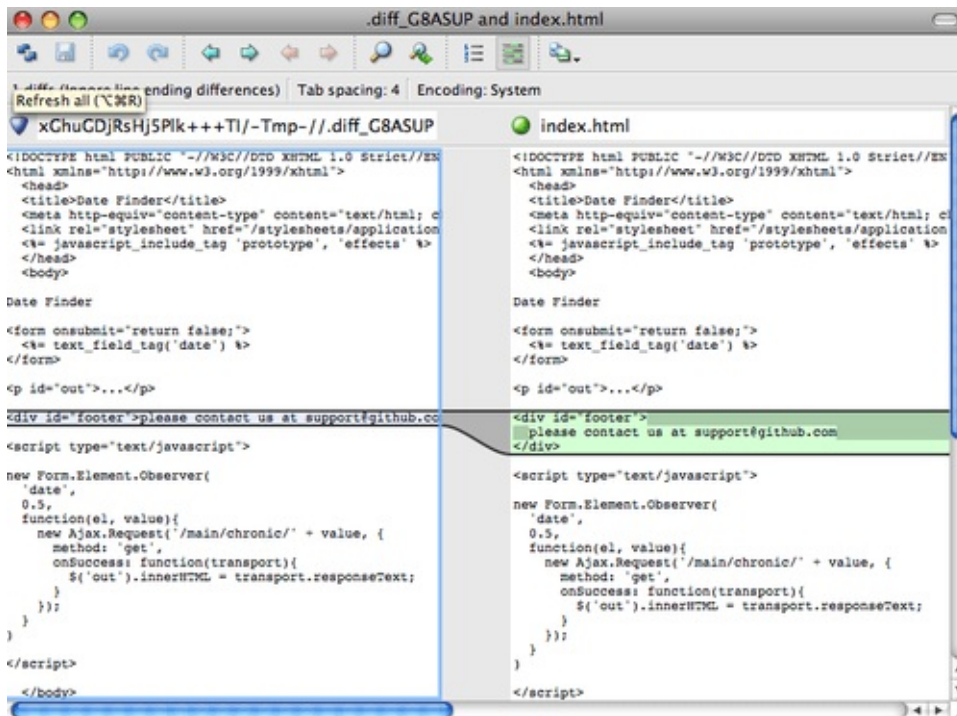 .diff_G8ASUP and index.html
1 diffs (Ignore line ending differences) Tab spacing: 4 Encoding: System
Refresh all (⌥⌘R)
xGhuGDjRsHj5Plk+++TI/-Tmp-//.diff_G8ASUP
<!DOCTYPE html PUBLIC "-//W3C//DTD XHTML 1.0 Strict//EN
<html xmlns="http://www.w3.org/1999/xhtml">
<head>
<title>Date Finder</title>
<meta http-equiv="content-type" content="text/html; c
<link rel="stylesheet" href="/stylesheets/application
<%= javascript_include_tag 'prototype', 'effects' %>
</head>
<body>
Date Finder
<form onsubmit="return false;">
<%= text_field_tag('date') %>
</form>
<p id="out">...</p>
<div id="footer">please contact us at support@github.co
<script type="text/javascript">
new Form.Element.Observer(
'date',
0.5,
function(el, value){
new Ajax.Request('/main/chronic/' + value, {
method: 'get',
onSuccess: function(transport){
$('out').innerHTML = transport.responseText;
}
});
}
)
</script>
</body>
index.html
<!DOCTYPE html PUBLIC "-//W3C//DTD XHTML 1.0 Strict//EN
<html xmlns="http://www.w3.org/1999/xhtml">
<head>
<title>Date Finder</title>
<meta http-equiv="content-type" content="text/html; c
<link rel="stylesheet" href="/stylesheets/application
<%= javascript_include_tag 'prototype', 'effects' %>
</head>
<body>
Date Finder
<form onsubmit="return false;">
<%= text_field_tag('date') %>
</form>
<p id="out">...</p>
<div id="footer">
please contact us at support@github.com
</div>
<script type="text/javascript">
new Form.Element.Observer(
'date',
0.5,
function(el, value){
new Ajax.Request('/main/chronic/' + value, {
method: 'get',
onSuccess: function(transport){
$('out').innerHTML = transport.responseText;
}
});
}
)
</script>